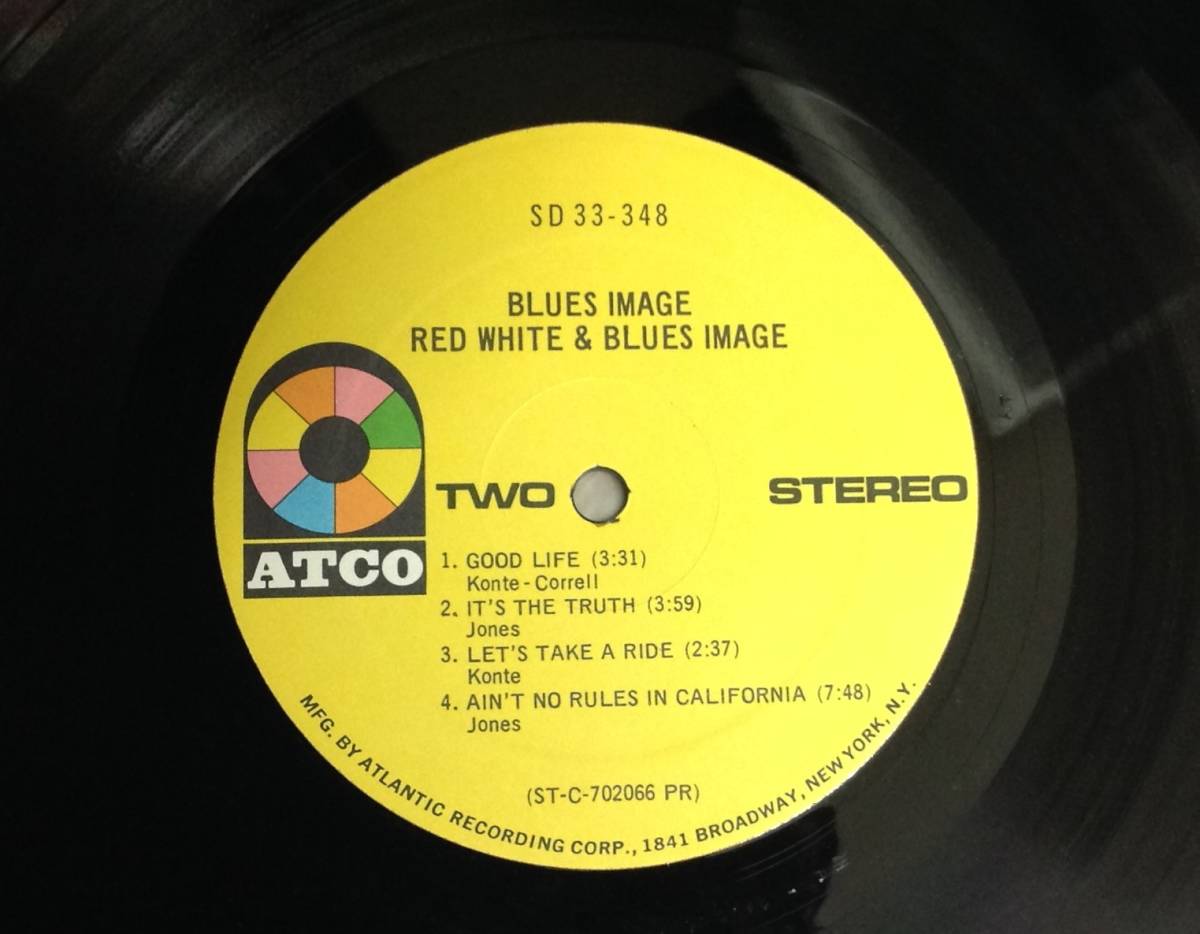 SD 33-348
BLUES IMAGE
RED WHITE & BLUES IMAGE
TWO
STEREO
ATCO
1. GOOD LIFE (3:31)
Konte - Correll
2. IT'S THE TRUTH (3:59)
Jones
3. LET'S TAKE A RIDE (2:37)
Konte
4. AIN'T NO RULES IN CALIFORNIA (7:48)
Jones
(ST-C-702066 PR)
MFG. BY ATLANTIC RECORDING CORP., 1841 BROADWAY, NEW YORK, N.Y.